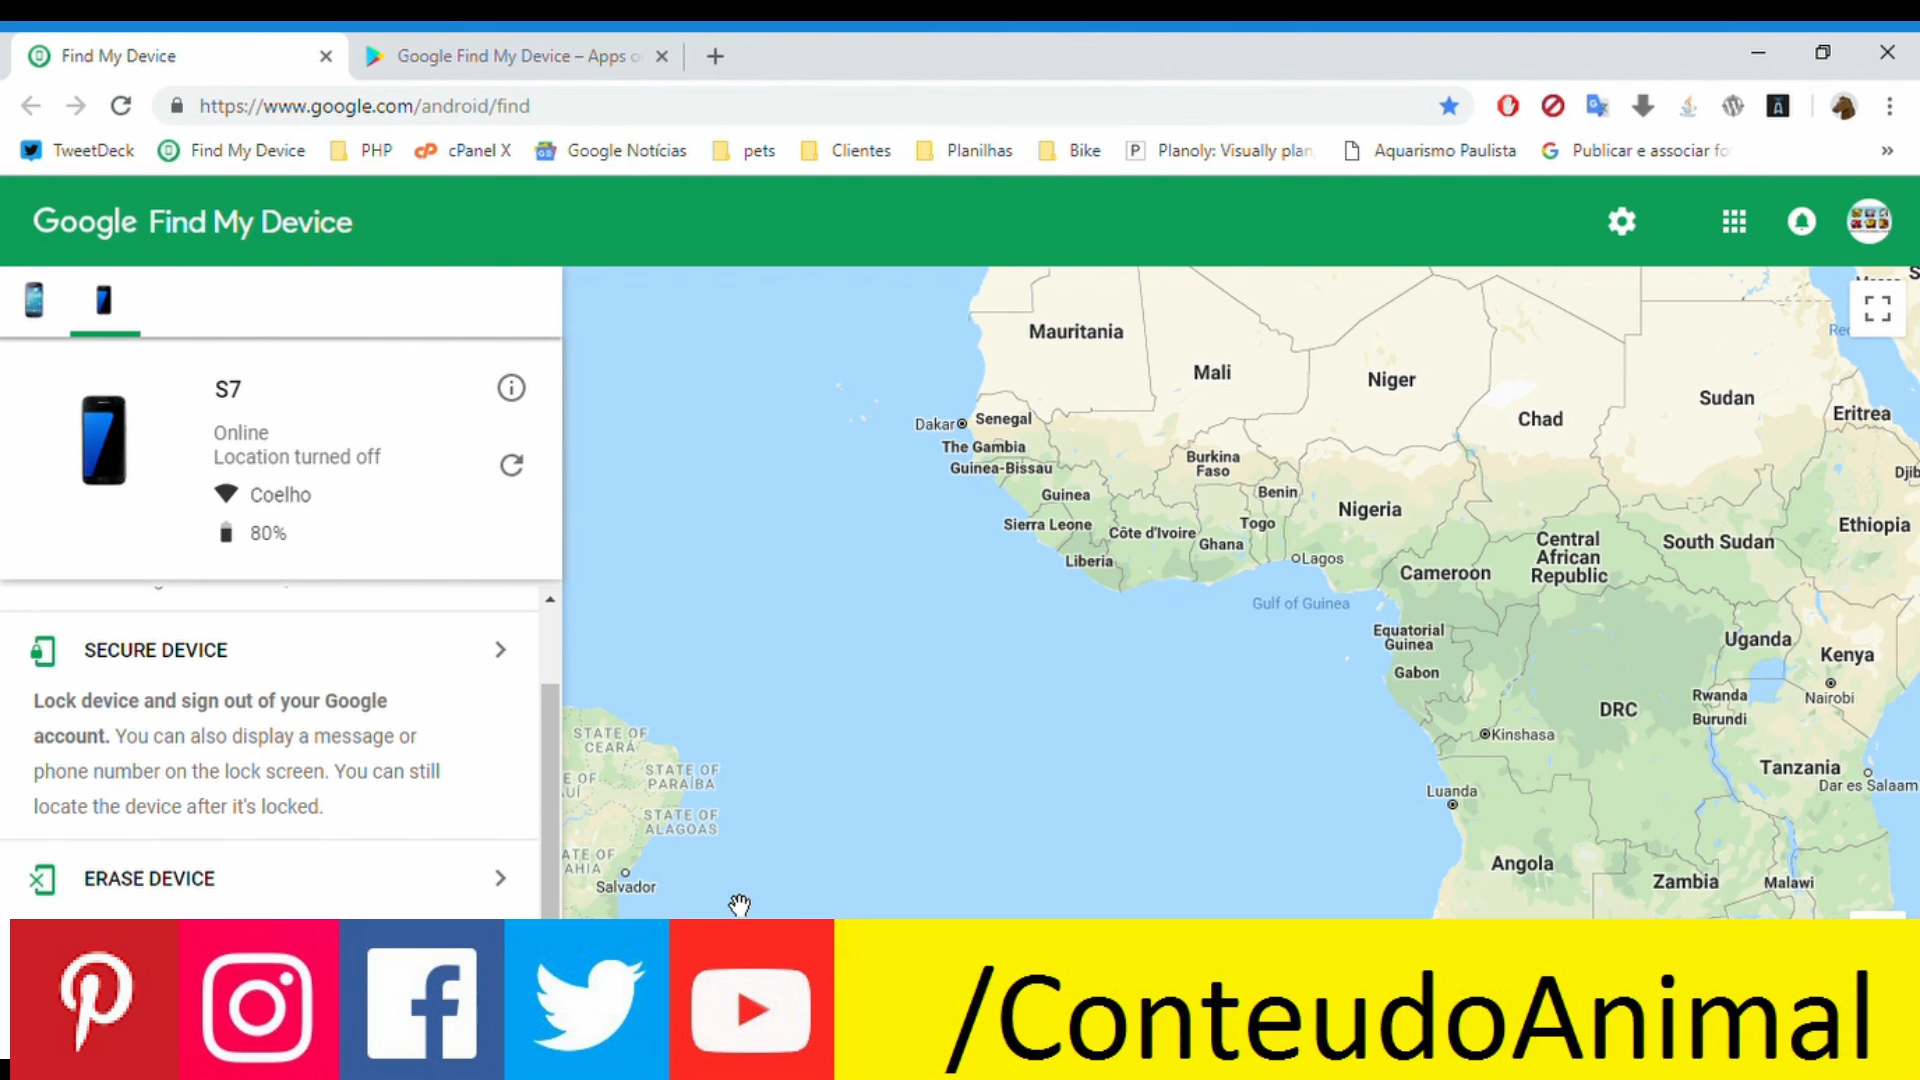 Find My Device
Google Find My Device – Apps o
https://www.google.com/android/find
TweetDeck
Find My Device
PHP
cPanel X
Google Notícias
pets
Clientes
Planilhas
Bike
Planoly: Visually plan
Aquarismo Paulista
Publicar e associar fo
»
Google Find My Device
S7
Online
Location turned off
Coelho
80%
SECURE DEVICE
Lock device and sign out of your Google
account. You can also display a message or
phone number on the lock screen. You can still
locate the device after it's locked.
ERASE DEVICE
Mauritania
Mali
Niger
Chad
Sudan
Eritrea
Dakar
Senegal
The Gambia
Guinea-Bissau
Burkina
Faso
Djib
Guinea
Benin
Nigeria
Sierra Leone
Côte d'Ivoire
Togo
Ghana
Ethiopia
Liberia
Lagos
Central
African
Republic
South Sudan
Cameroon
Gulf of Guinea
Equatorial
Guinea
Gabon
Uganda
Kenya
Nairobi
Rwanda
Burundi
DRC
Kinshasa
Tanzania
Dar es Salaam
Luanda
Angola
Zambia
Malawi
STATE OF
CEARÁ
STATE OF
PARAÍBA
STATE OF
ALAGOAS
Salvador
/ConteudoAnimal